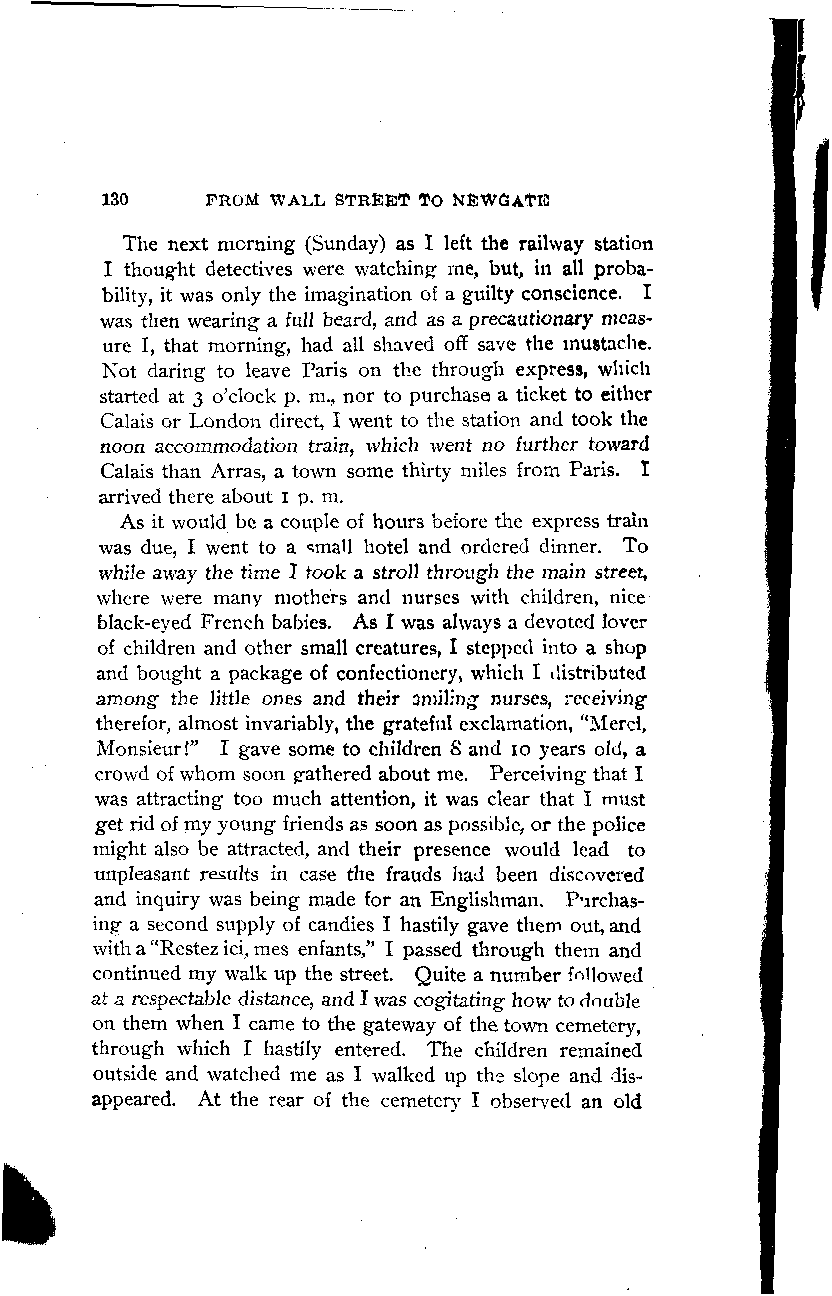 130 FROM WALL STREET TO NEWGATE
The next morning (Sunday) as I left the railway station
I thought detectives were watching me, but, in all proba-
bility, it was only the imagination of a guilty conscience. I
was then wearing a full beard, and as a precautionary meas-
ure I, that morning, had all shaved off save the mustache.
Not daring to leave Paris on the through express, which
started at 3 o'clock p. m., nor to purchase a ticket to either
Calais or London direct, I went to the station and took the
noon accommodation train, which went no further toward
Calais than Arras, a town some thirty miles from Paris. I
arrived there about 1 p. m.
As it would be a couple of hours before the express train
was due, I went to a small hotel and ordered dinner. To
while away the time I took a stroll through the main street,
where were many mothers and nurses with children, nice
black-eyed French babies. As I was always a devoted lover
of children and other small creatures, I stepped into a shop
and bought a package of confectionery, which I distributed
among the little ones and their smiling nurses, receiving
therefor, almost invariably, the grateful exclamation, "Merci,
Monsieur!" I gave some to children 8 and 10 years old, a
crowd of whom soon gathered about me. Perceiving that I
was attracting too much attention, it was clear that I must
get rid of my young friends as soon as possible, or the police
might also be attracted, and their presence would lead to
unpleasant results in case the frauds had been discovered
and inquiry was being made for an Englishman. Purchas-
ing a second supply of candies I hastily gave them out, and
with a "Restez ici, mes enfants," I passed through them and
continued my walk up the street. Quite a number followed
at a respectable distance, and I was cogitating how to double
on them when I came to the gateway of the town cemetery,
through which I hastily entered. The children remained
outside and watched me as I walked up the slope and dis-
appeared. At the rear of the cemetery I observed an old